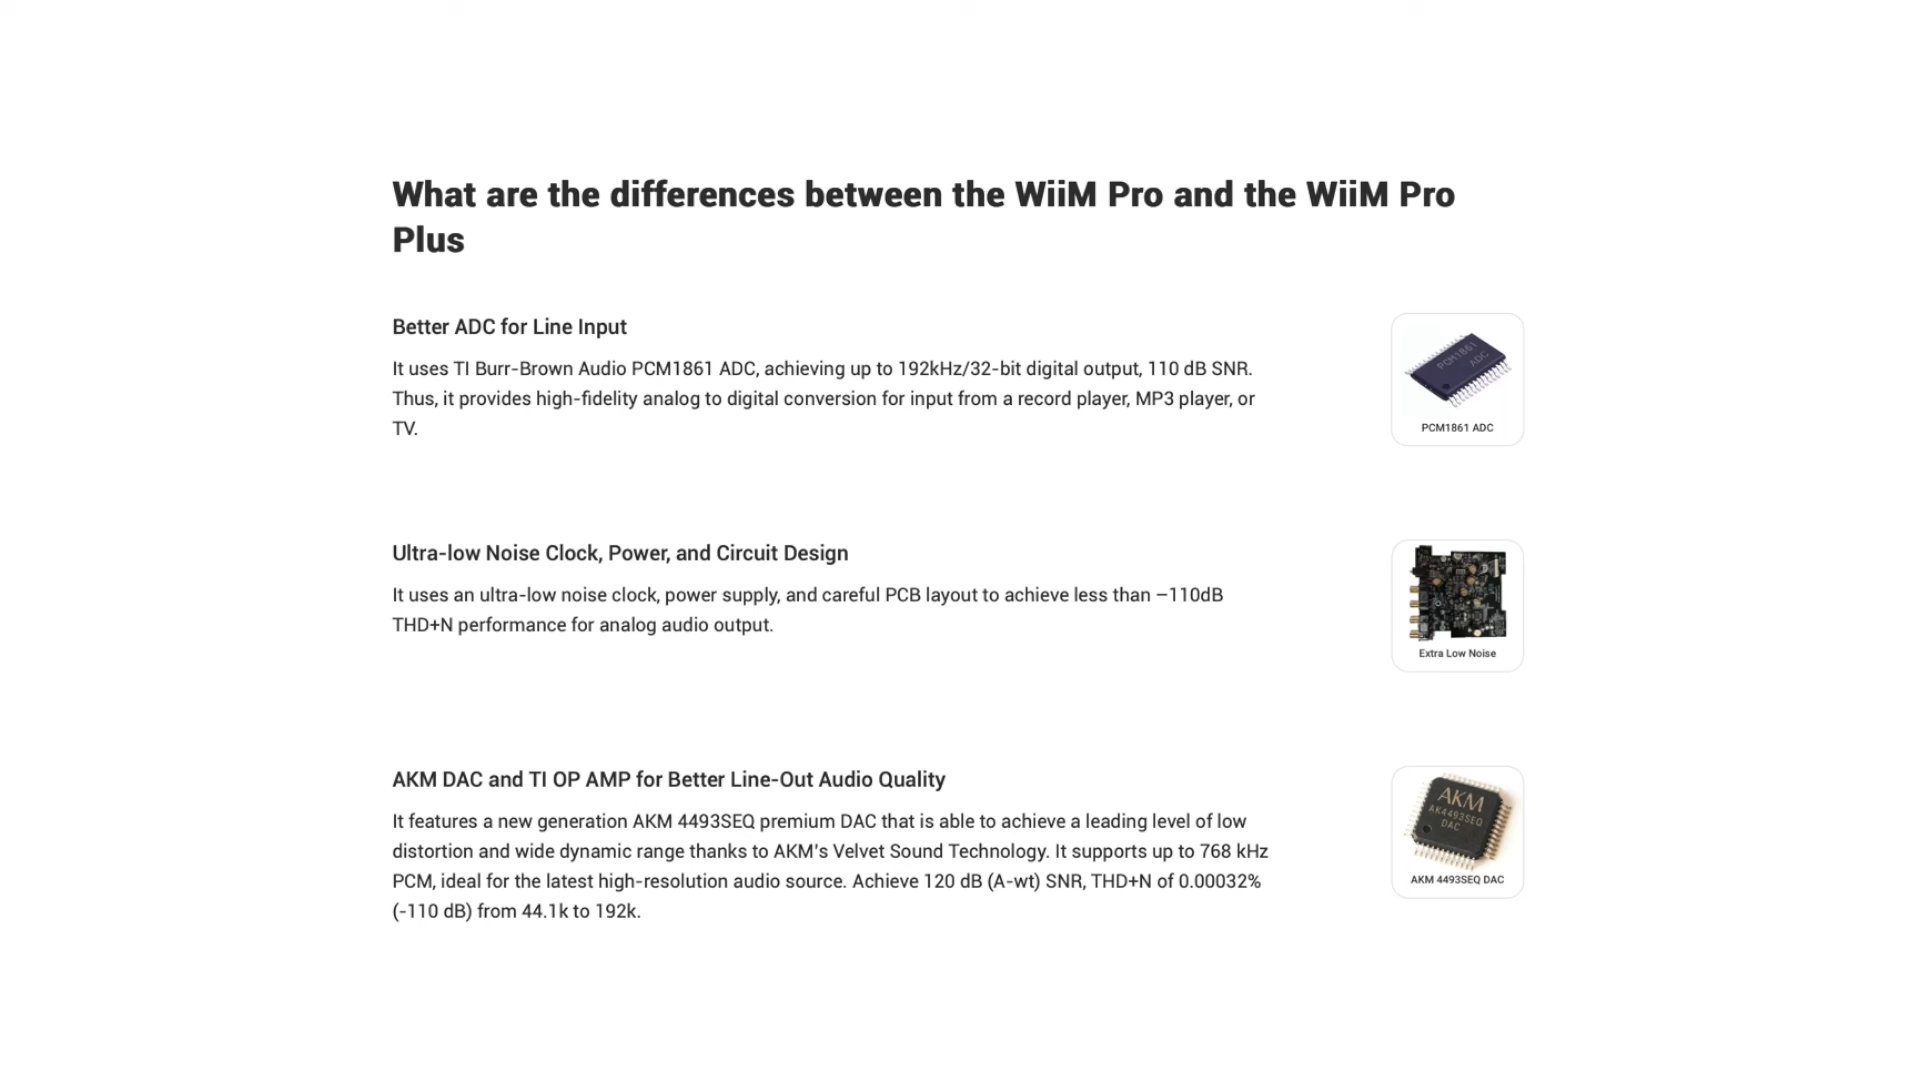 What are the differences between the WiiM Pro and the WiiM Pro
Plus
Better ADC for Line Input
It uses TI Burr-Brown Audio PCM1861 ADC, achieving up to 192kHz/32-bit digital output, 110 dB SNR.
Thus, it provides high-fidelity analog to digital conversion for input from a record player, MP3 player, or
TV.
PCM1861
ADC
PCM1861 ADC
Ultra-low Noise Clock, Power, and Circuit Design
It uses an ultra-low noise clock, power supply, and careful PCB layout to achieve less than –110dB
THD+N performance for analog audio output.
Extra Low Noise
AKM DAC and TI OP AMP for Better Line-Out Audio Quality
It features a new generation AKM 4493SEQ premium DAC that is able to achieve a leading level of low
distortion and wide dynamic range thanks to AKM's Velvet Sound Technology. It supports up to 768 kHz
PCM, ideal for the latest high-resolution audio source. Achieve 120 dB (A-wt) SNR, THD+N of 0.00032%
(-110 dB) from 44.1k to 192k.
AKM
AK4493SEQ
DAC
AKM 4493SEQ DAC